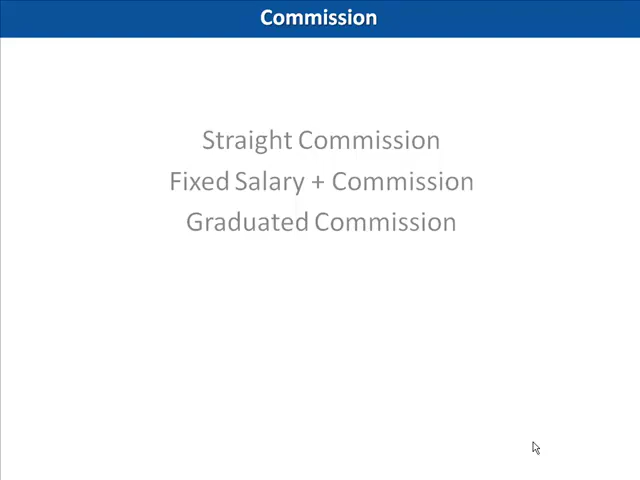 Commission
Straight Commission
Fixed Salary + Commission
Graduated Commission